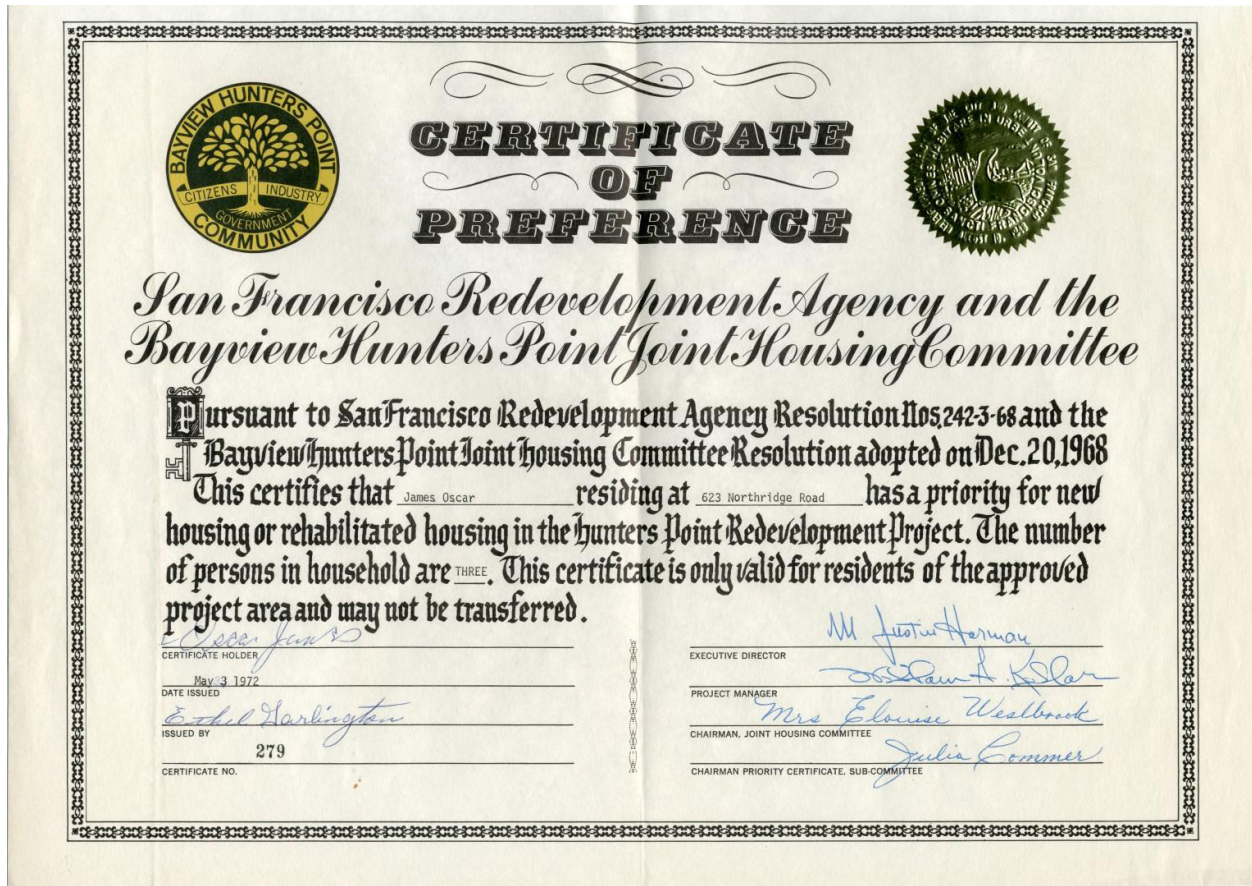 BAYVIEW HUNTERS POINT
CITIZENS INDUSTRY
GOVERNMENT
COMMUNITY
CERTIFICATE
OF
PREFERENCE
San Francisco Redevelopment Agency and the
Bayview Hunters Point Joint Housing Committee
Pursuant to San Francisco Redevelopment Agency Resolution Nos, 242-3-68 and the
Bayview Hunters Point Joint Housing Committee Resolution adopted on Dec. 20, 1968
This certifies that James Oscar residing at 623 Northridge Road has a priority for new
housing or rehabilitated housing in the Hunters Point Redevelopment Project. The number
of persons in household are THREE. This certificate is only valid for residents of the approved
project area and may not be transferred.
Oscar James
CERTIFICATE HOLDER
May 3 1972
DATE ISSUED
Ethel Garlington
ISSUED BY
279
CERTIFICATE NO.
M Justin Herman
EXECUTIVE DIRECTOR
PROJECT MANAGER
Mrs Elouise Westbrook
CHAIRMAN, JOINT HOUSING COMMITTEE
Julia Commer
CHAIRMAN PRIORITY CERTIFICATE, SUB-COMMITTEE